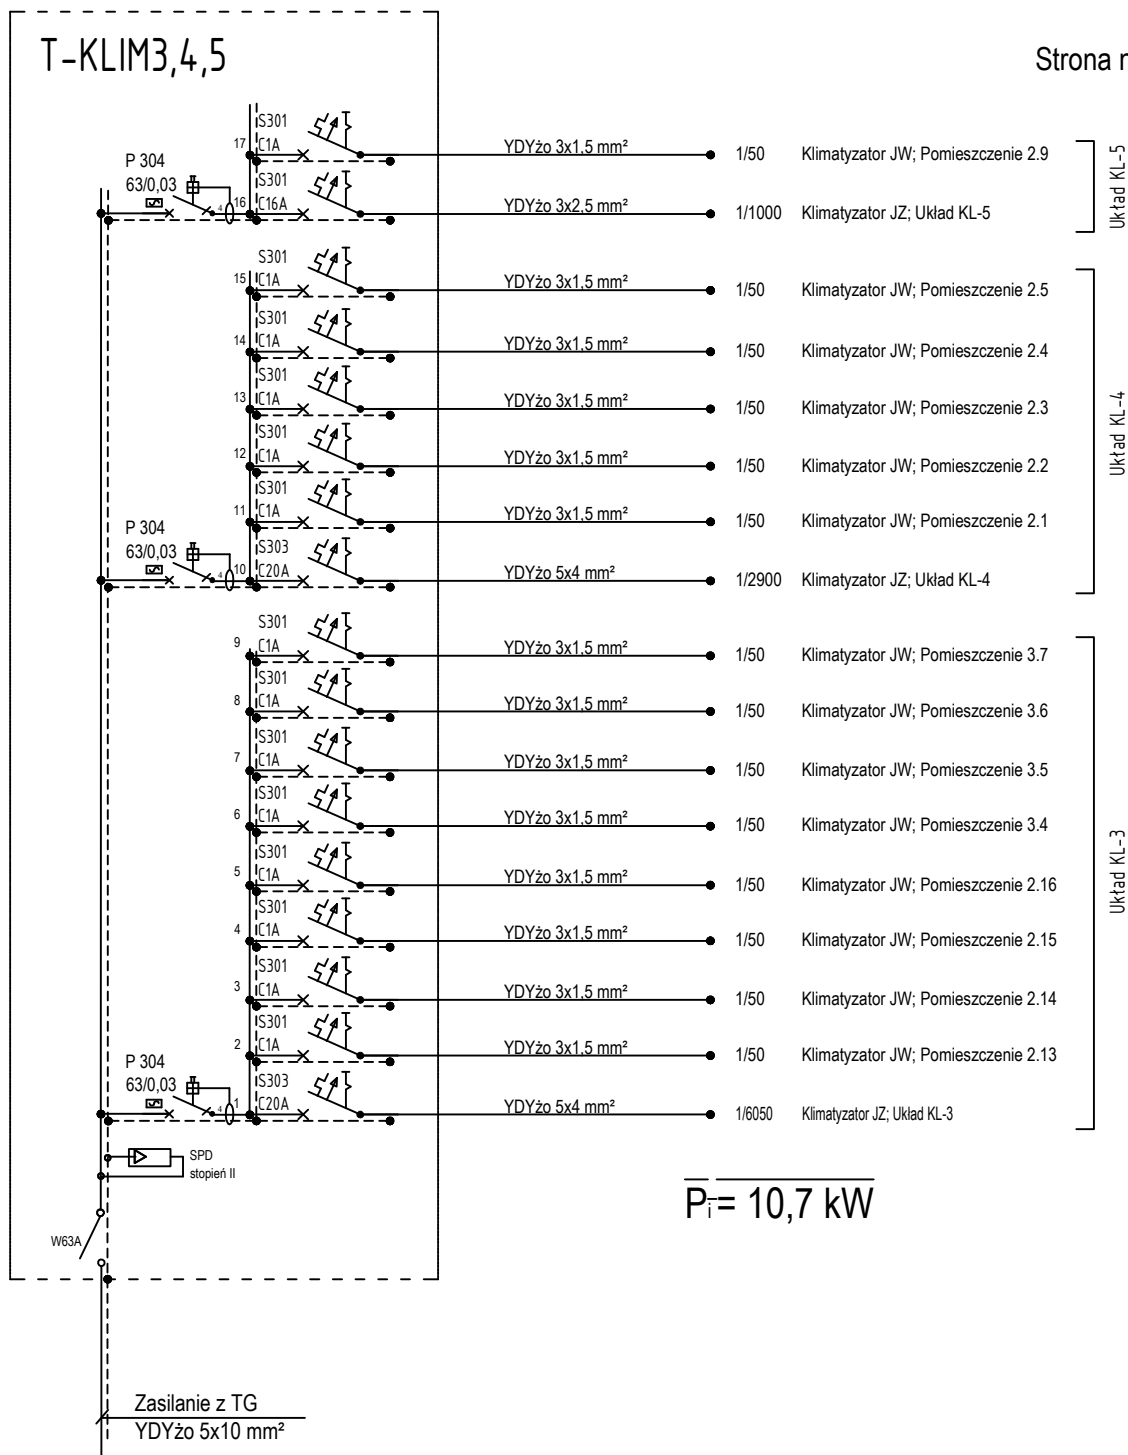 T-KLIM3,4,5
Strona n
17 S301 C1A YDYżo 3x1,5 mm² 1/50 Klimatyzator JW; Pomieszczenie 2.9
P 304
63/0,03
4 16 S301 C16A YDYżo 3x2,5 mm² 1/1000 Klimatyzator JZ; Układ KL-5
Układ KL-5
15 S301 C1A YDYżo 3x1,5 mm² 1/50 Klimatyzator JW; Pomieszczenie 2.5
14 S301 C1A YDYżo 3x1,5 mm² 1/50 Klimatyzator JW; Pomieszczenie 2.4
13 S301 C1A YDYżo 3x1,5 mm² 1/50 Klimatyzator JW; Pomieszczenie 2.3
12 S301 C1A YDYżo 3x1,5 mm² 1/50 Klimatyzator JW; Pomieszczenie 2.2
11 S301 C1A YDYżo 3x1,5 mm² 1/50 Klimatyzator JW; Pomieszczenie 2.1
P 304
63/0,03
4 10 S303 C20A YDYżo 5x4 mm² 1/2900 Klimatyzator JZ; Układ KL-4
Układ KL-4
9 S301 C1A YDYżo 3x1,5 mm² 1/50 Klimatyzator JW; Pomieszczenie 3.7
8 S301 C1A YDYżo 3x1,5 mm² 1/50 Klimatyzator JW; Pomieszczenie 3.6
7 S301 C1A YDYżo 3x1,5 mm² 1/50 Klimatyzator JW; Pomieszczenie 3.5
6 S301 C1A YDYżo 3x1,5 mm² 1/50 Klimatyzator JW; Pomieszczenie 3.4
5 S301 C1A YDYżo 3x1,5 mm² 1/50 Klimatyzator JW; Pomieszczenie 2.16
4 S301 C1A YDYżo 3x1,5 mm² 1/50 Klimatyzator JW; Pomieszczenie 2.15
3 S301 C1A YDYżo 3x1,5 mm² 1/50 Klimatyzator JW; Pomieszczenie 2.14
2 S301 C1A YDYżo 3x1,5 mm² 1/50 Klimatyzator JW; Pomieszczenie 2.13
P 304
63/0,03
4 1 S303 C20A YDYżo 5x4 mm² 1/6050 Klimatyzator JZ; Układ KL-3
Układ KL-3
SPD
stopień II
Pi = 10,7 kW
W63A
Zasilanie z TG
YDYżo 5x10 mm²